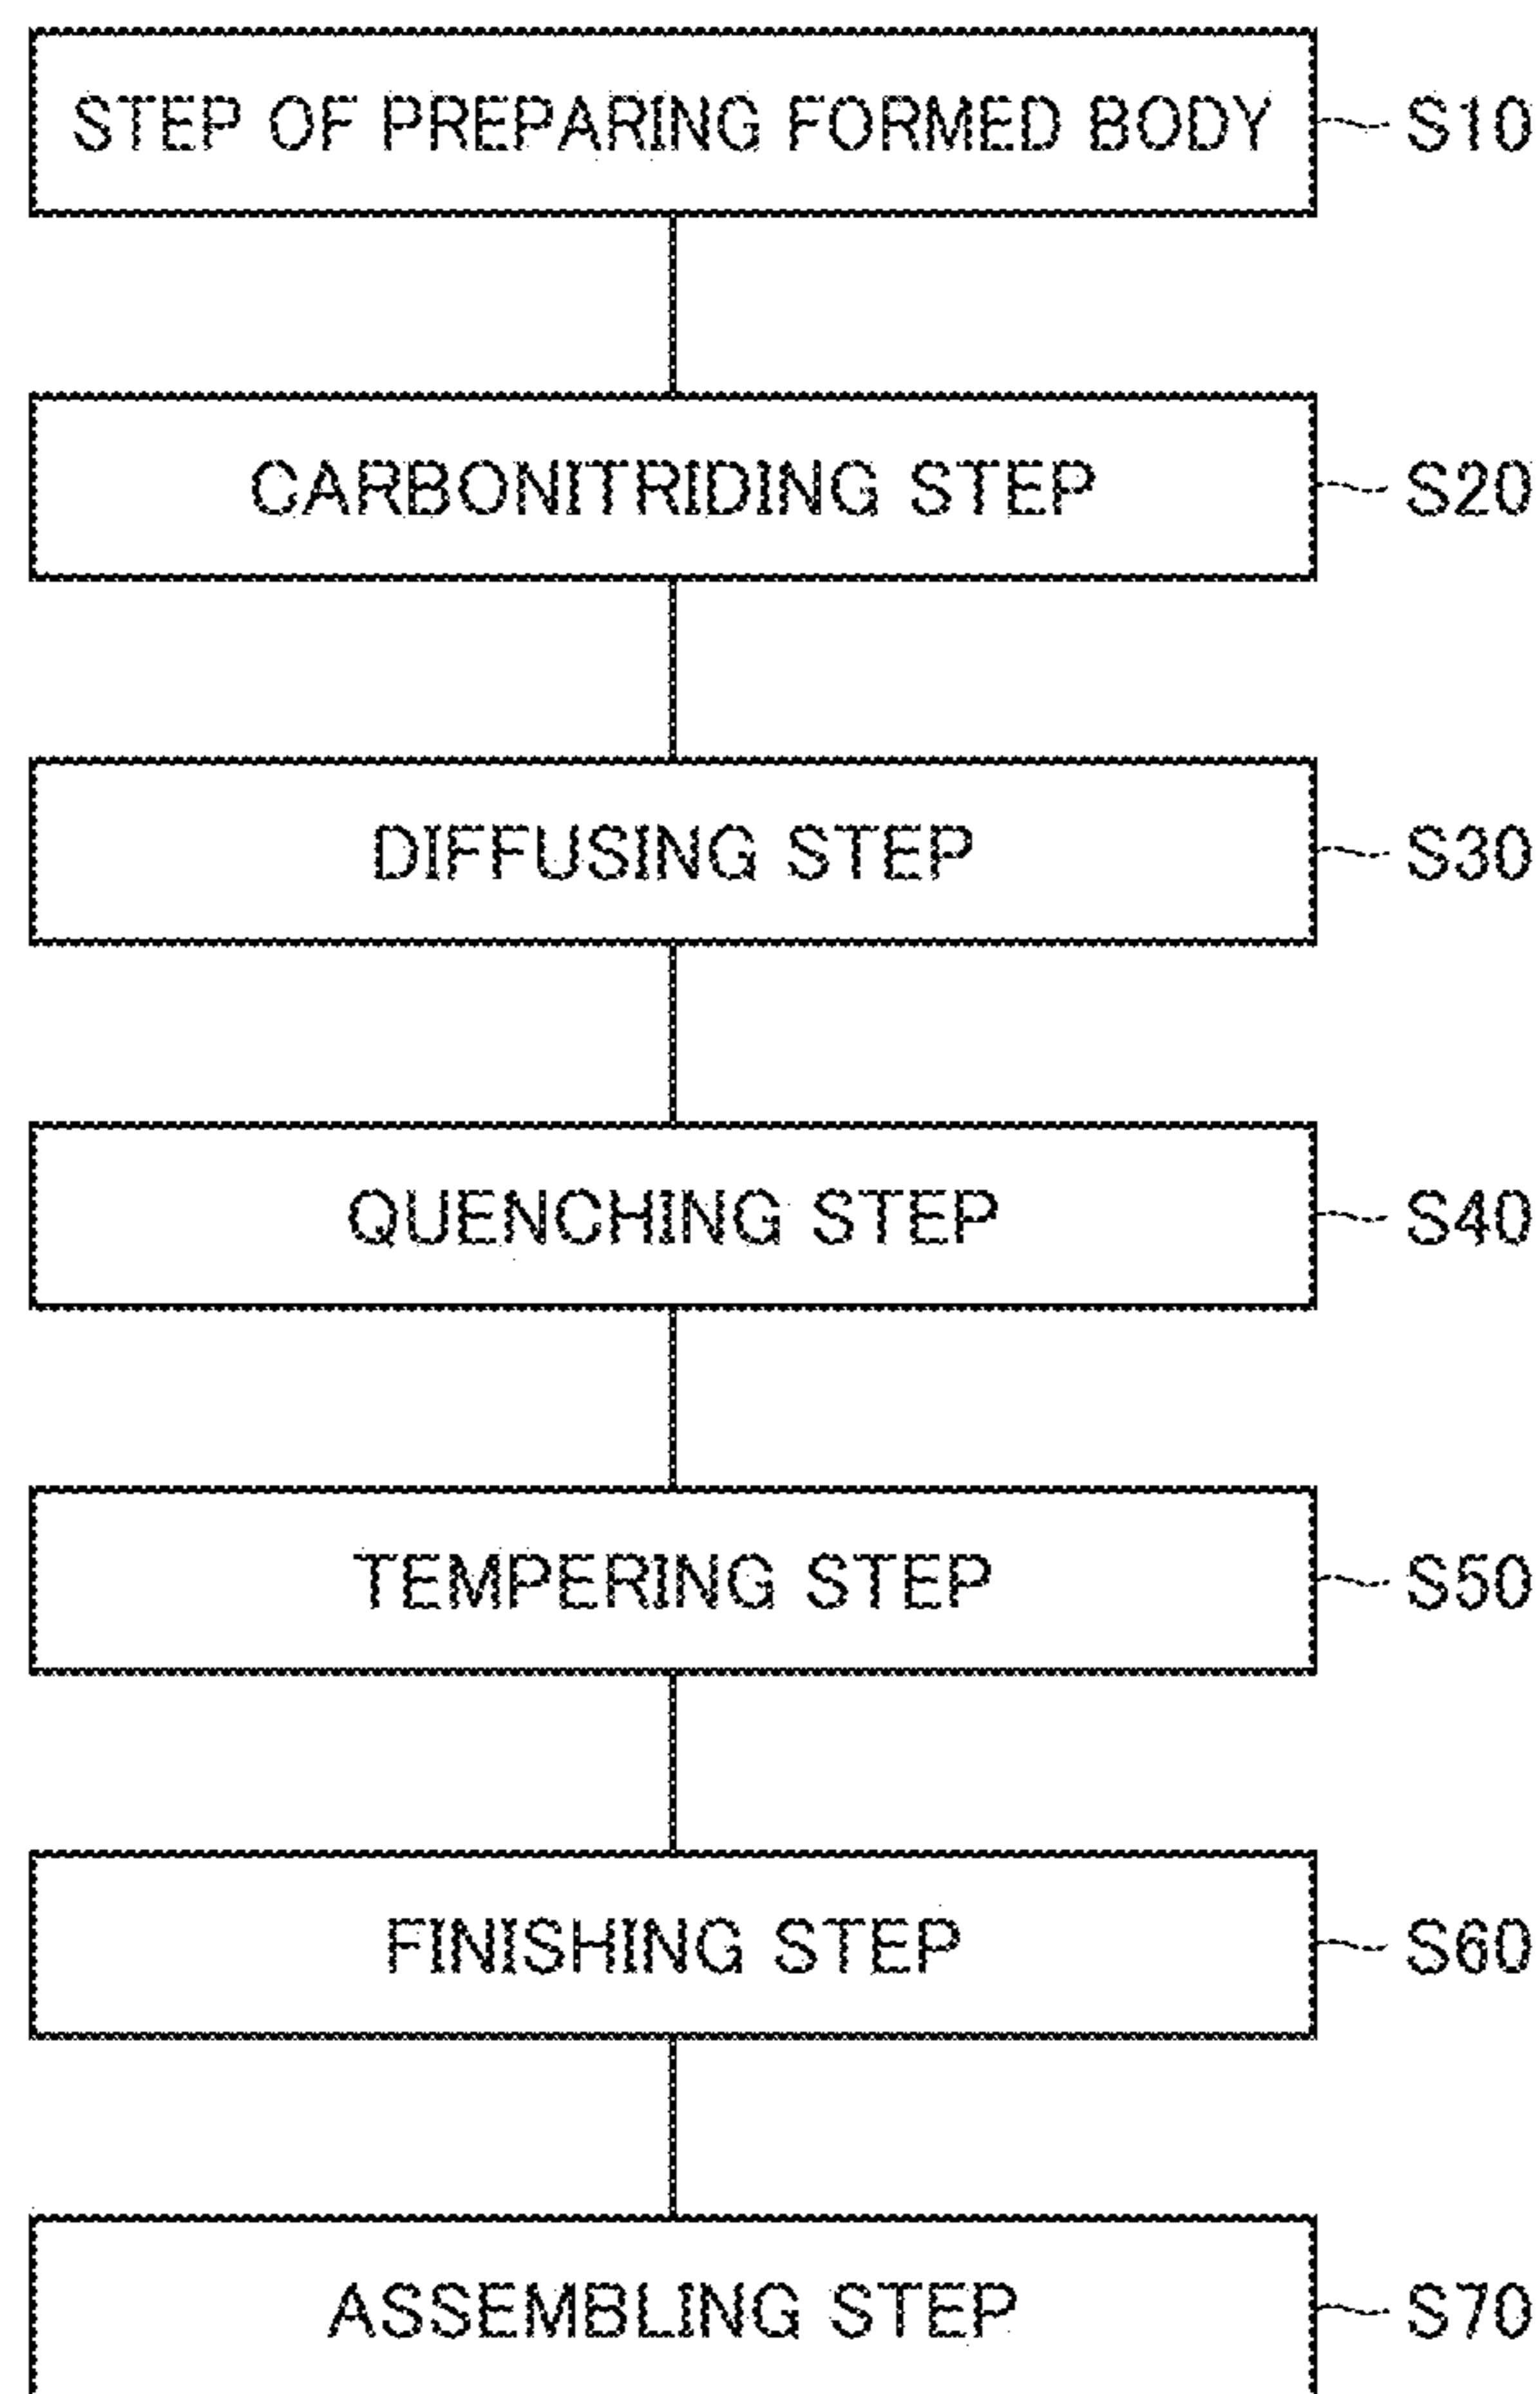 STEP OF PREPARING FORMED BODY S10
CARBONITRIDING STEP S20
DIFFUSING STEP S30
QUENCHING STEP S40
TEMPERING STEP S50
FINISHING STEP S60
ASSEMBLING STEP S70